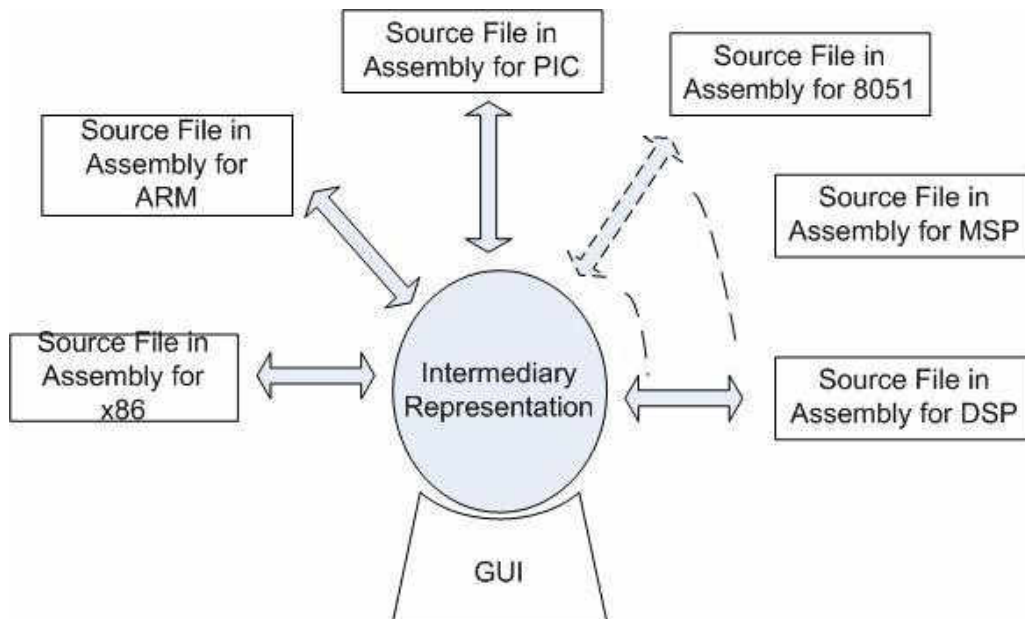 Source File in
Assembly for PIC
Source File in
Assembly for 8051
Source File in
Assembly for
ARM
Source File in
Assembly for MSP
Source File in
Assembly for
x86
Intermediary
Representation
Source File in
Assembly for DSP
GUI